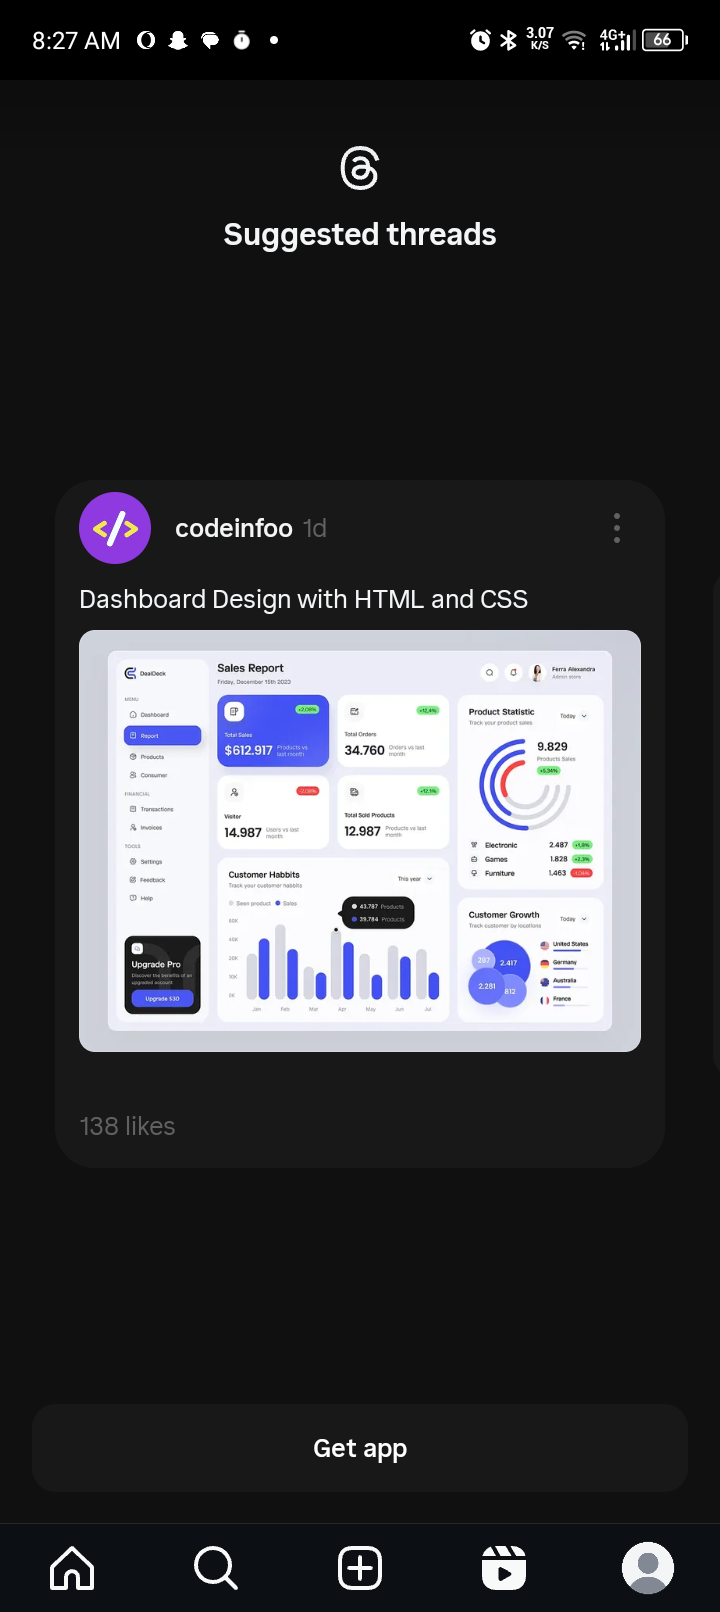 8:27 AM
3.07
K/S
4G+
66
Suggested threads
codeinfoo 1d
Dashboard Design with HTML and CSS
DealDeck
MENU
Dashboard
Report
Products
Consumer
FINANCIAL
Transactions
Invoices
TOOLS
Settings
Feedback
Help
Upgrade Pro
Discover the benefits of an
upgraded account
Upgrade $30
Sales Report
Friday, December 15th 2023
Ferra Alexandra
Admin store
+2,08%
Total Sales
$612.917 Products vs
last month
+12,4%
Total Orders
34.760 Orders vs last
month
-2,08%
Visitor
14.987 Users vs last
month
+12,1%
Total Sold Products
12.987 Products vs last
month
Customer Habbits
Track your customer habbits
This year
Seen product Sales
43.787 Products
39.784 Products
60K
40K
20K
10K
0K
Jan Feb Mar Apr May Jun Jul
Product Statistic
Track your product sales
Today
9.829
Products Sales
+5,34%
Electronic 2.487 +1,8%
Games 1.828 +2,3%
Furniture 1.463 -1,04%
Customer Growth
Track customer by locations
Today
287
2.417
2.281
812
United States
Germany
Australia
France
138 likes
Get app